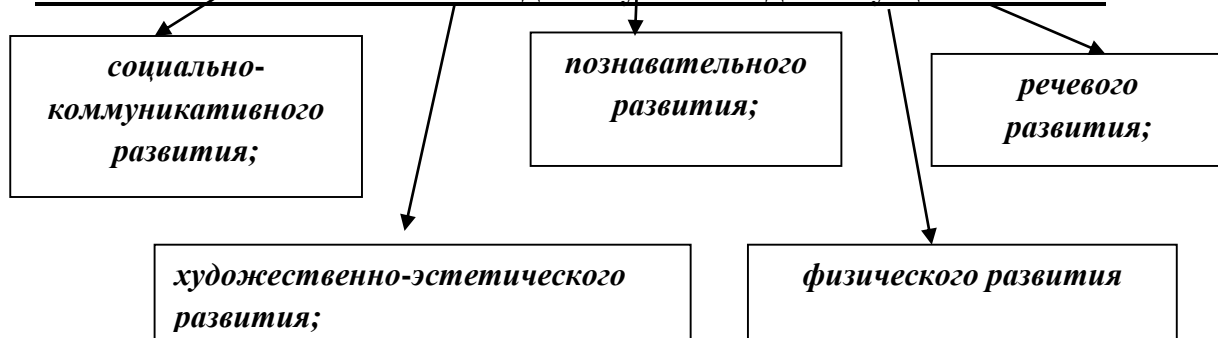 социально-
коммуникативного
развития;
познавательного
развития;
речевого
развития;
художественно-эстетического
развития;
физического развития